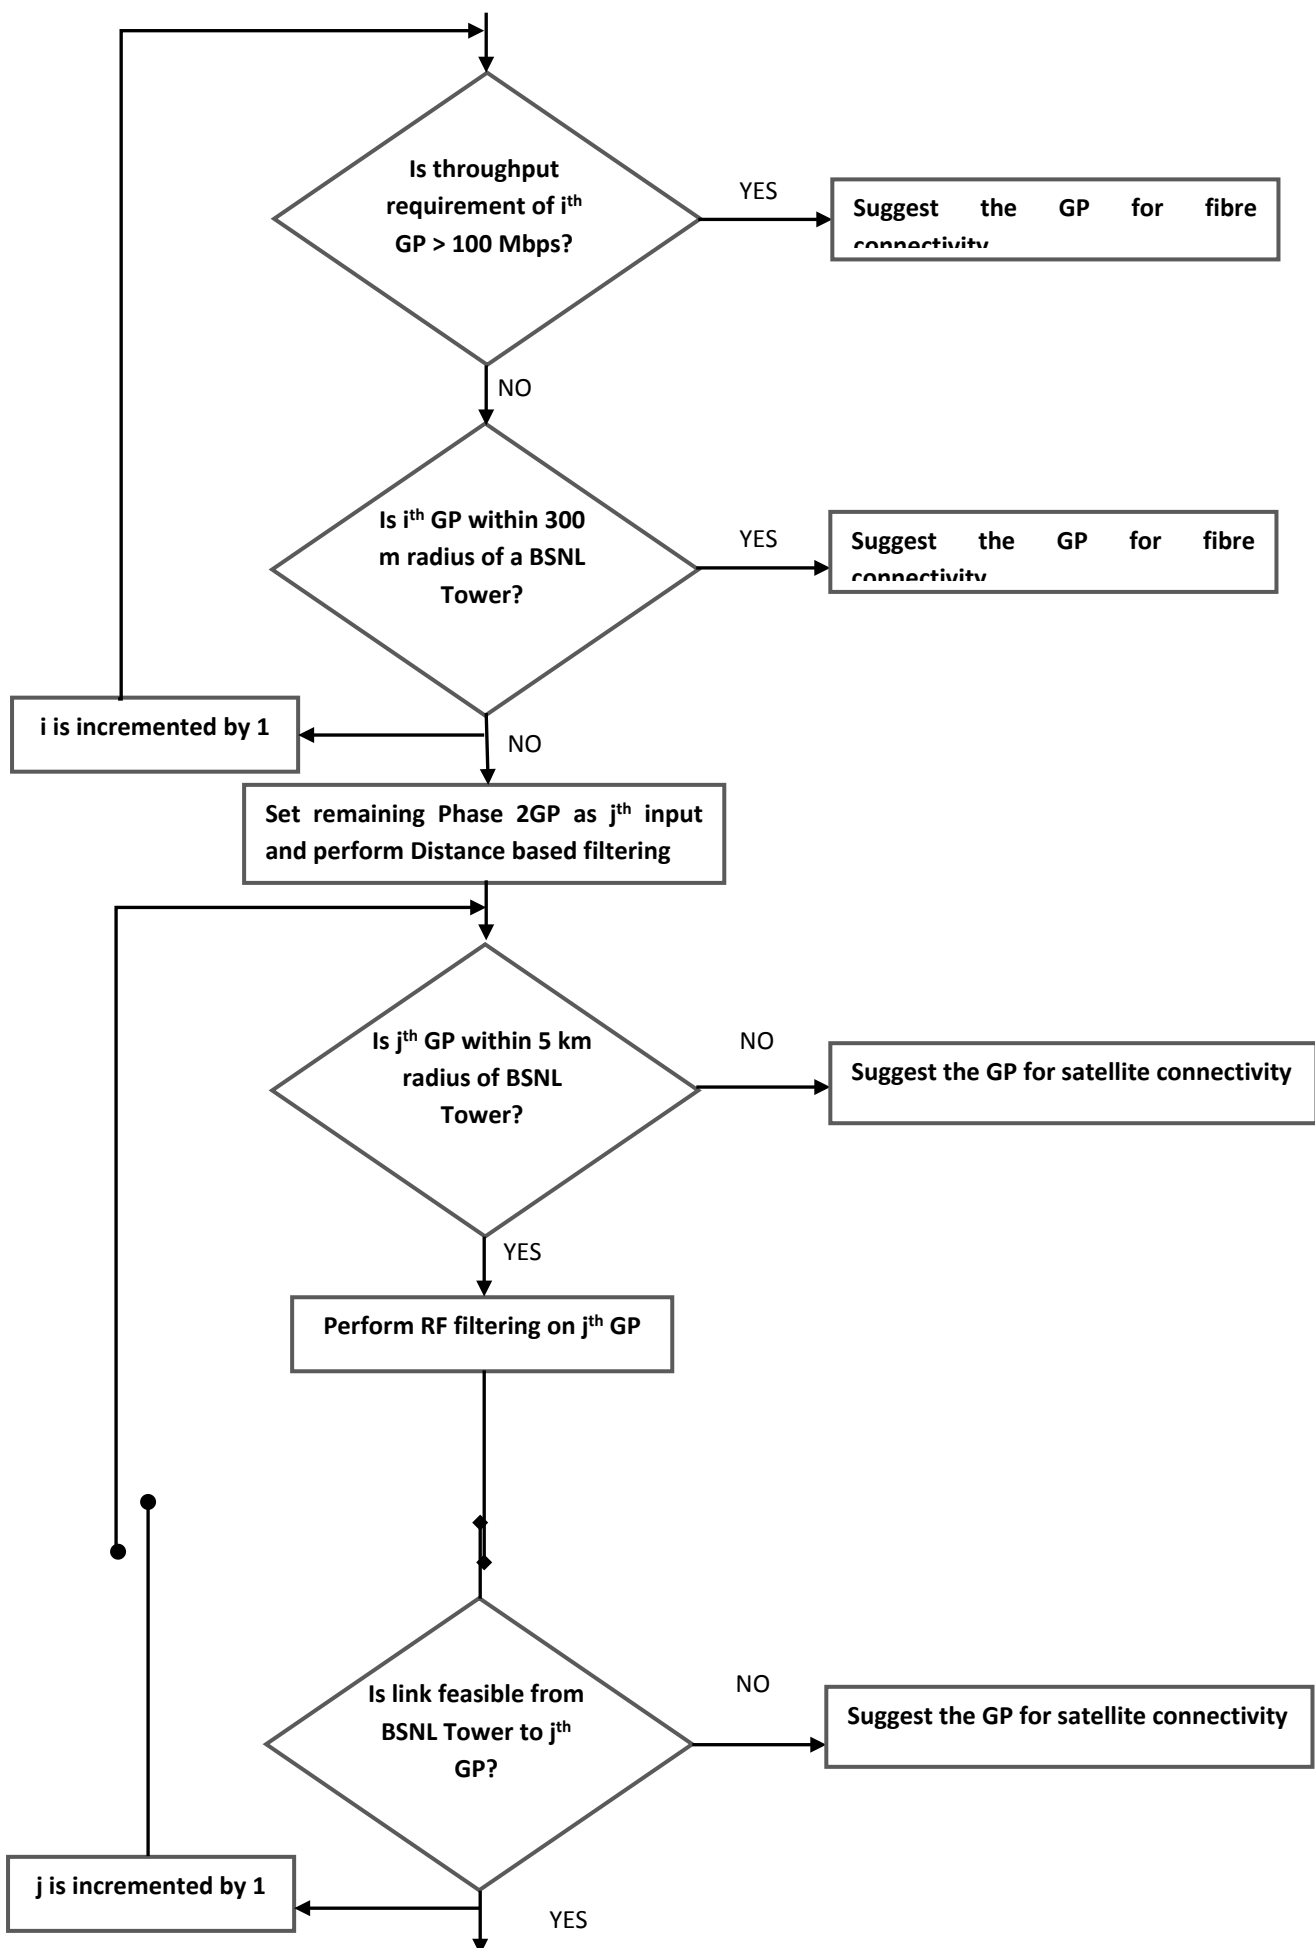 Is throughput
requirement of iᵗʰ
GP > 100 Mbps?
YES
Suggest the GP for fibre
connectivity
NO
Is iᵗʰ GP within 300
m radius of a BSNL
Tower?
YES
Suggest the GP for fibre
connectivity
i is incremented by 1
NO
Set remaining Phase 2GP as jᵗʰ input
and perform Distance based filtering
Is jᵗʰ GP within 5 km
radius of BSNL
Tower?
NO
Suggest the GP for satellite connectivity
YES
Perform RF filtering on jᵗʰ GP
Is link feasible from
BSNL Tower to jᵗʰ
GP?
NO
Suggest the GP for satellite connectivity
j is incremented by 1
YES